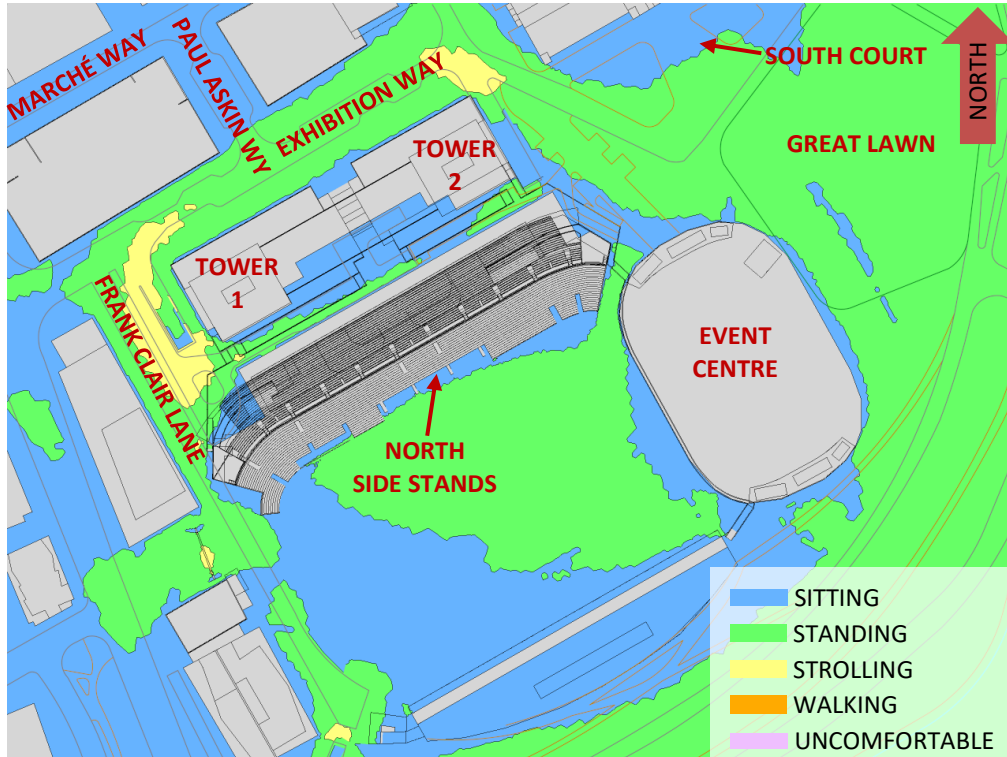 MARCHÉ WAY
PAUL ASKIN WY
EXHIBITION WAY
SOUTH COURT
NORTH
GREAT LAWN
TOWER
2
TOWER
1
FRANK CLAIR LANE
EVENT
CENTRE
NORTH
SIDE STANDS
SITTING
STANDING
STROLLING
WALKING
UNCOMFORTABLE